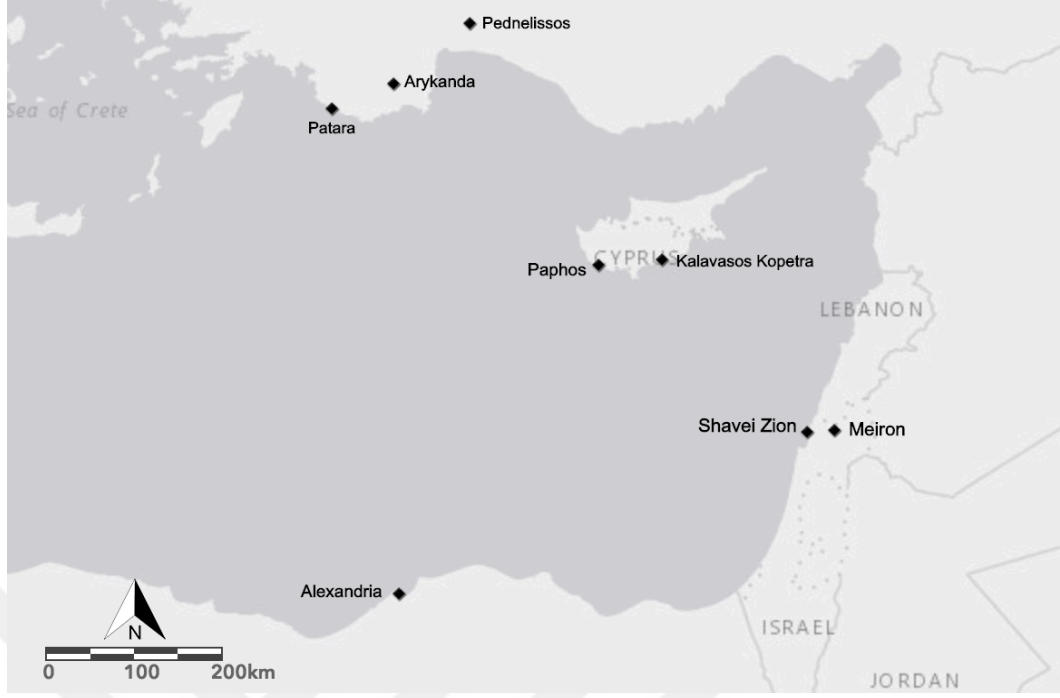 Pednelissos
Arykanda
Sea of Crete
Patara
CYPRUS
Paphos
Kalavasos Kopetra
LEBANON
Shavei Zion
Meiron
Alexandria
N
ISRAEL
0 100 200km
JORDAN